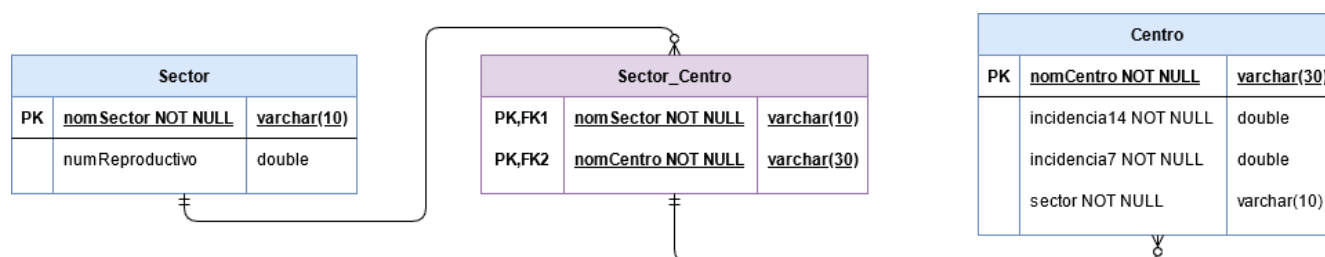 Sector
PK nomSector NOT NULL varchar(10)
numReproductivo double
Sector_Centro
PK,FK1 nomSector NOT NULL varchar(10)
PK,FK2 nomCentro NOT NULL varchar(30)
Centro
PK nomCentro NOT NULL varchar(30)
incidencia14 NOT NULL double
incidencia7 NOT NULL double
sector NOT NULL varchar(10)